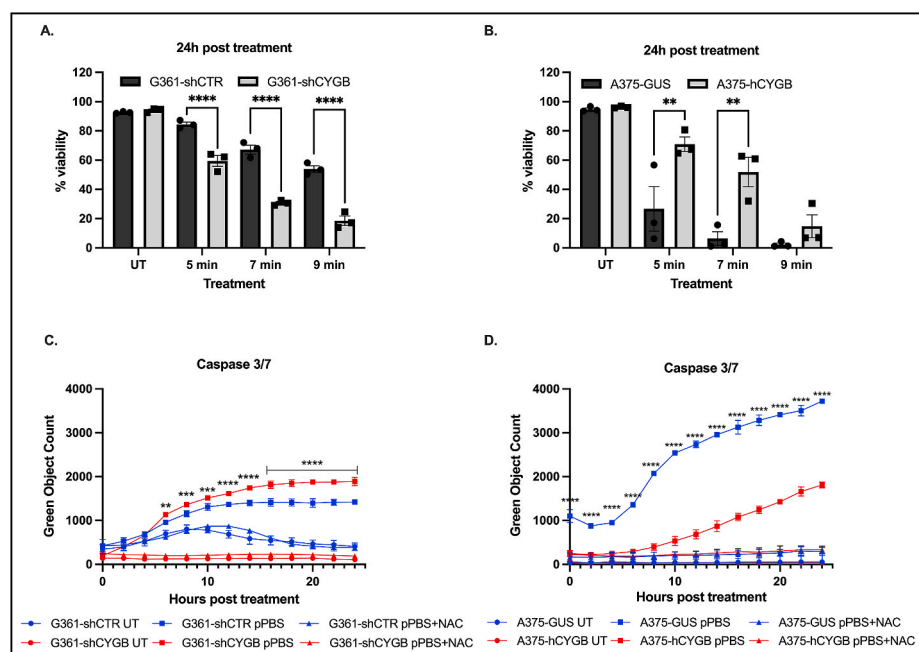 A.
24h post treatment
G361-shCTR G361-shCYGB
**** **** ****
% viability
120
100
80
60
40
20
0
UT 5 min 7 min 9 min
Treatment
B.
24h post treatment
A375-GUS A375-hCYGB
** **
% viability
120
100
80
60
40
20
0
UT 5 min 7 min 9 min
Treatment
C.
Caspase 3/7
Green Object Count
4000
3000
2000
1000
0
** *** *** **** **** ****
0 10 20
Hours post treatment
G361-shCTR UT G361-shCTR pPBS G361-shCTR pPBS+NAC
G361-shCYGB UT G361-shCYGB pPBS G361-shCYGB pPBS+NAC
D.
Caspase 3/7
Green Object Count
4000
3000
2000
1000
0
**** **** **** **** **** **** **** **** **** **** **** **** ****
0 10 20
Hours post treatment
A375-GUS UT A375-GUS pPBS A375-GUS pPBS+NAC
A375-hCYGB UT A375-hCYGB pPBS A375-hCYGB pPBS+NAC